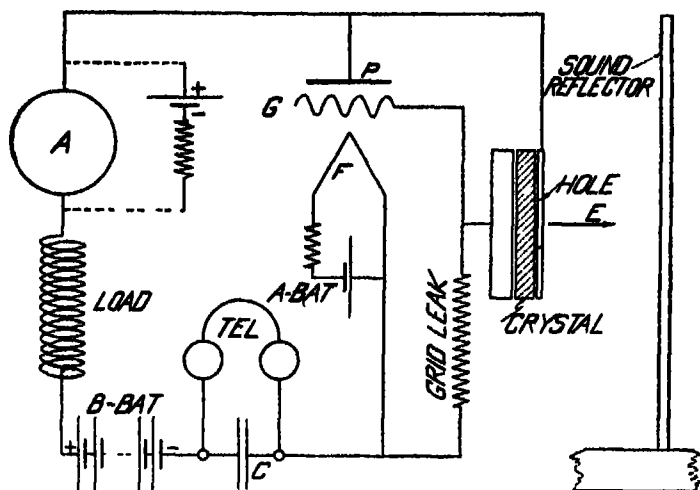 A
+
-
P
G
F
SOUND
REFLECTOR
HOLE
E
CRYSTAL
LOAD
A-BAT
TEL
GRID LEAK
B-BAT
+
-
C